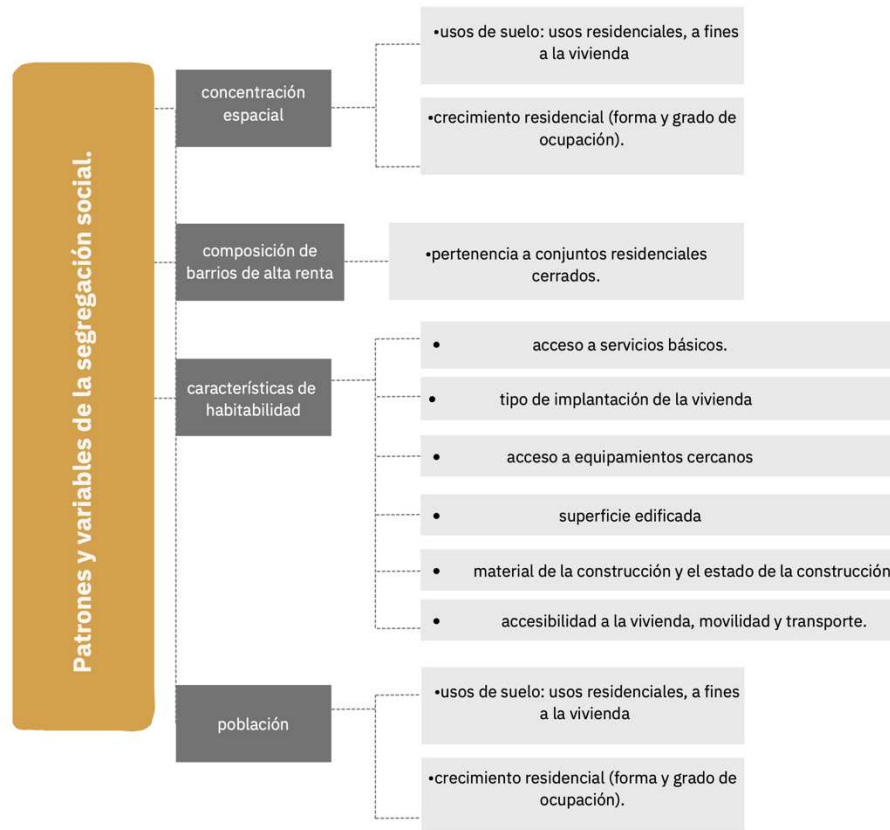 Patrones y variables de la segregación social.
concentración
espacial
•usos de suelo: usos residenciales, a fines
a la vivienda
•crecimiento residencial (forma y grado de
ocupación).
composición de
barrios de alta renta
•pertenencia a conjuntos residenciales
cerrados.
características de
habitabilidad
• acceso a servicios básicos.
• tipo de implantación de la vivienda
• acceso a equipamientos cercanos
• superficie edificada
• material de la construcción y el estado de la construcción
• accesibilidad a la vivienda, movilidad y transporte.
población
•usos de suelo: usos residenciales, a fines
a la vivienda
•crecimiento residencial (forma y grado de
ocupación).